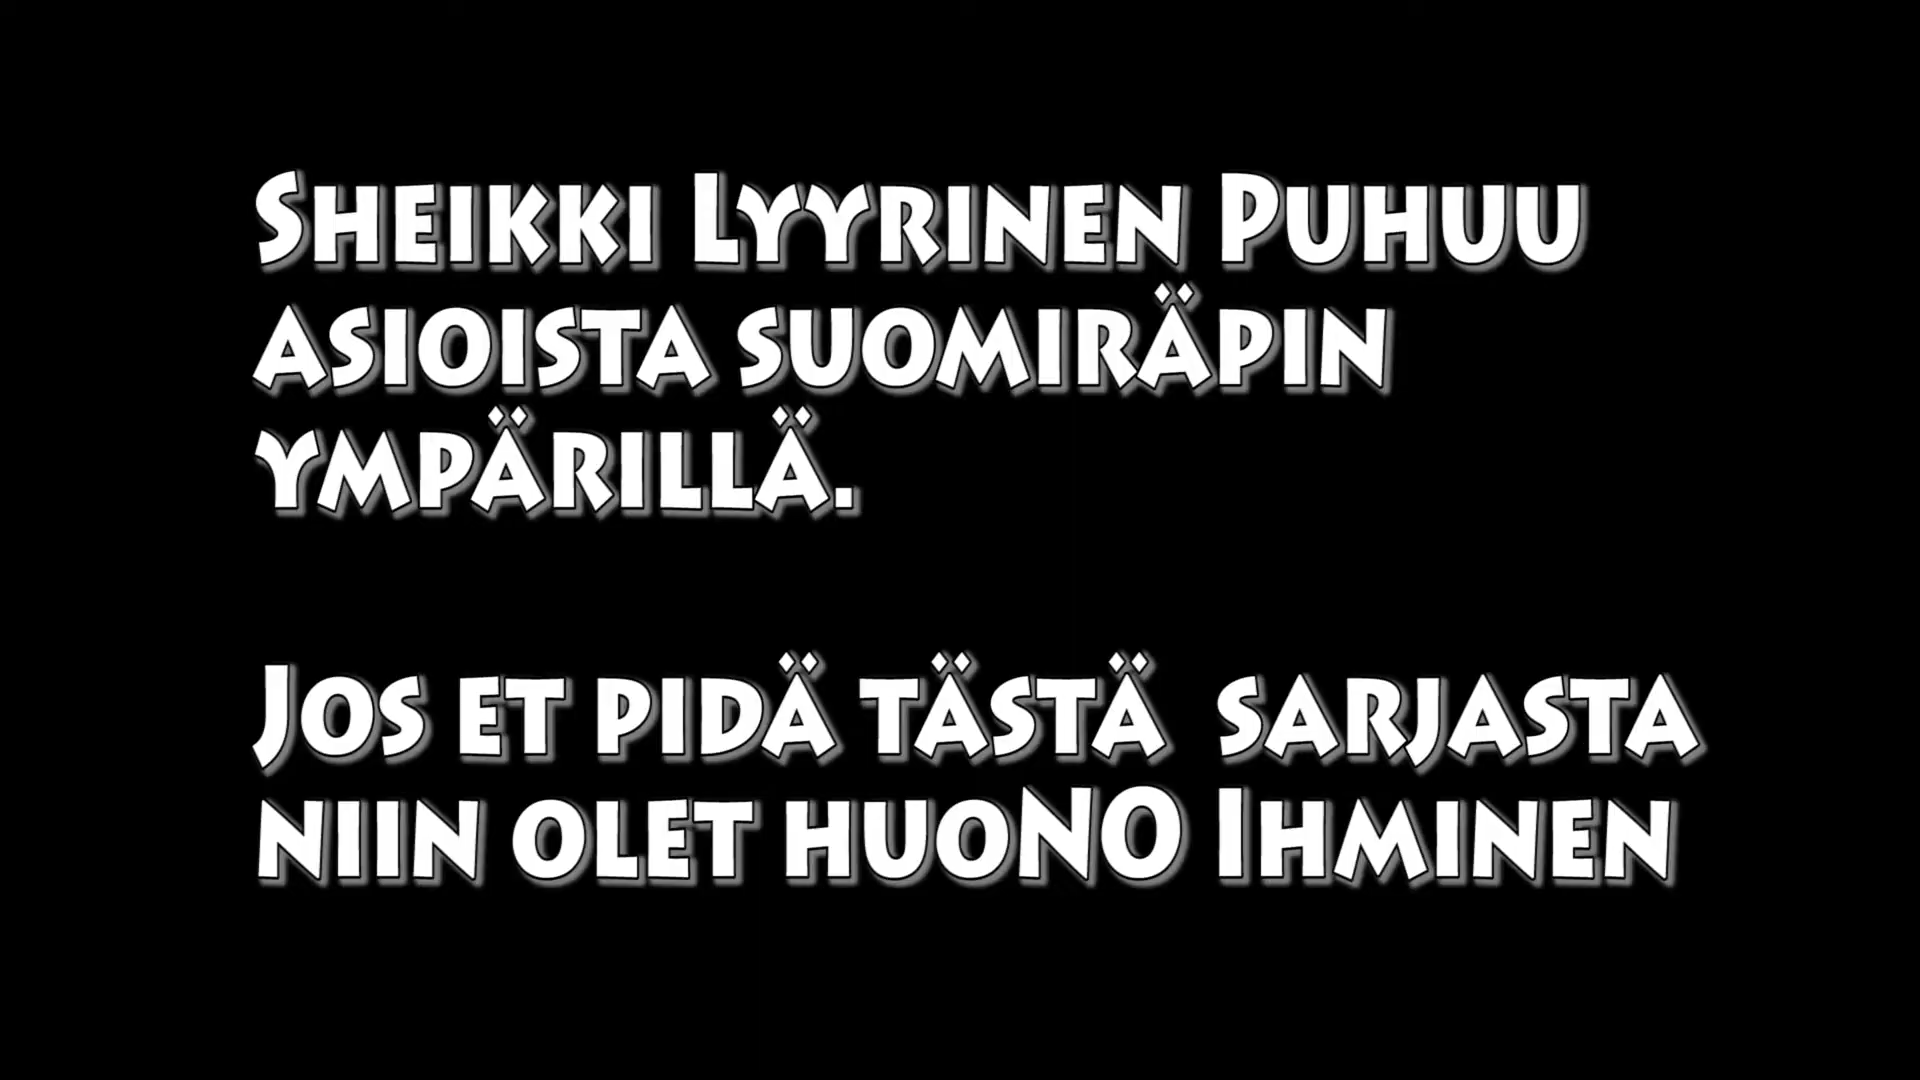 Sheikki Lyyrinen Puhuu
asioista suomiräpin
ympärillä.
Jos et pidä tästä sarjasta
niin olet huoNO Ihminen